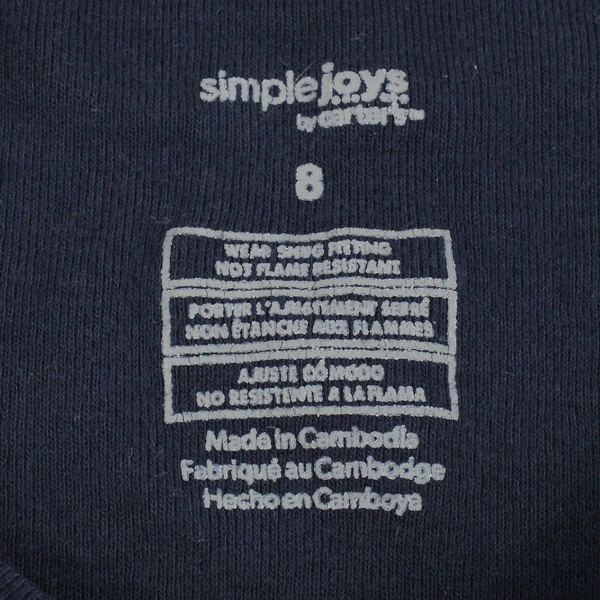 simple joys
by carter's™
8
WEAR SNUG FITTING
NOT FLAME RESISTANT
PORTER L'AJUSTEMENT SERRÉ
NON ÉTANCHE AUX FLAMMES
AJUSTE CÓMODO
NO RESISTENTE A LA FLAMA
Made in Cambodia
Fabriqué au Cambodge
Hecho en Camboya